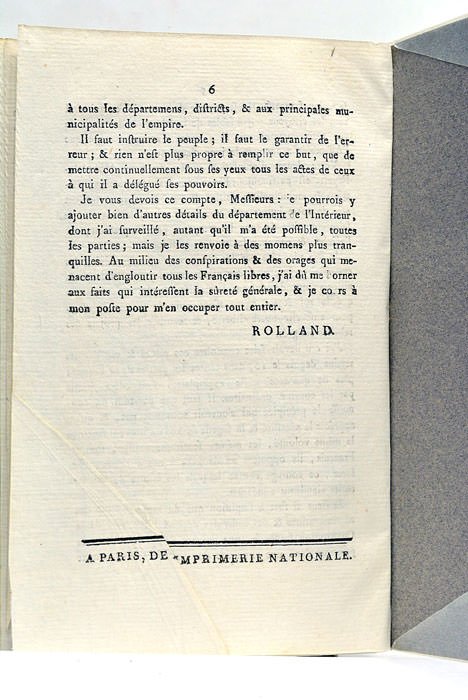 6
à tous les départemens, diſtricts, & aux principales mu-
nicipalités de l'empire.
Il faut inſtruire le peuple; il faut le garantir de l'er-
reur; & rien n'eſt plus propre à remplir ce but, que de
mettre continuellement ſous ſes yeux tous les actes de ceux
à qui il a délégué ſes pouvoirs.
Je vous devois ce compte, Meſſieurs: je pourrois y
ajouter bien d'autres détails du département de l'Intérieur,
dont j'ai ſurveillé, autant qu'il m'a été poſſible, toutes
les parties; mais je les renvoie à des momens plus tran-
quilles. Au milieu des conſpirations & des orages qui me-
nacent d'engloutir tous les Français libres, j'ai dû me borner
aux faits qui intéreſſent la sûreté générale, & je cours à
mon poſte pour m'en occuper tout entier.
ROLLAND.
A PARIS, DE MPRIMERIE NATIONALE.